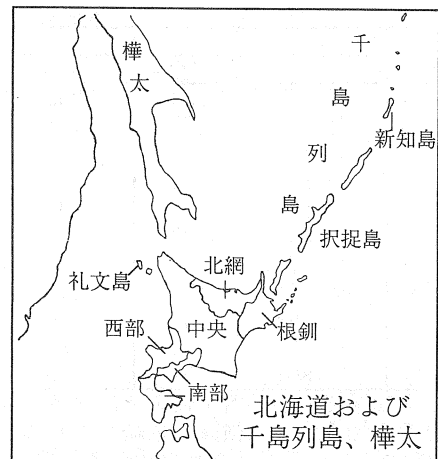 樺太
千島列島
新知島
択捉島
礼文島
北網
西部
中央
根釧
南部
北海道および
千島列島、樺太